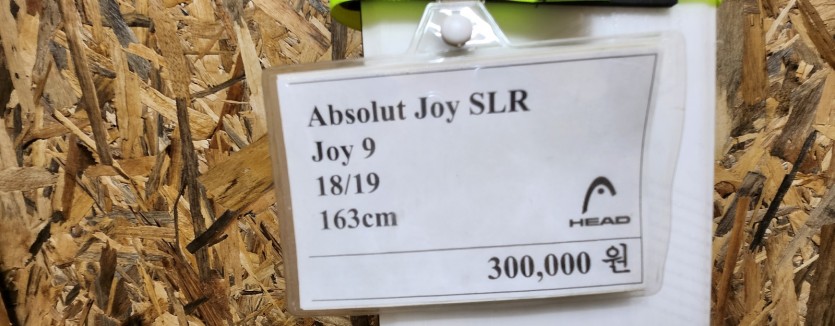 Absolut Joy SLR
Joy 9
18/19
163cm
HEAD
300,000 원